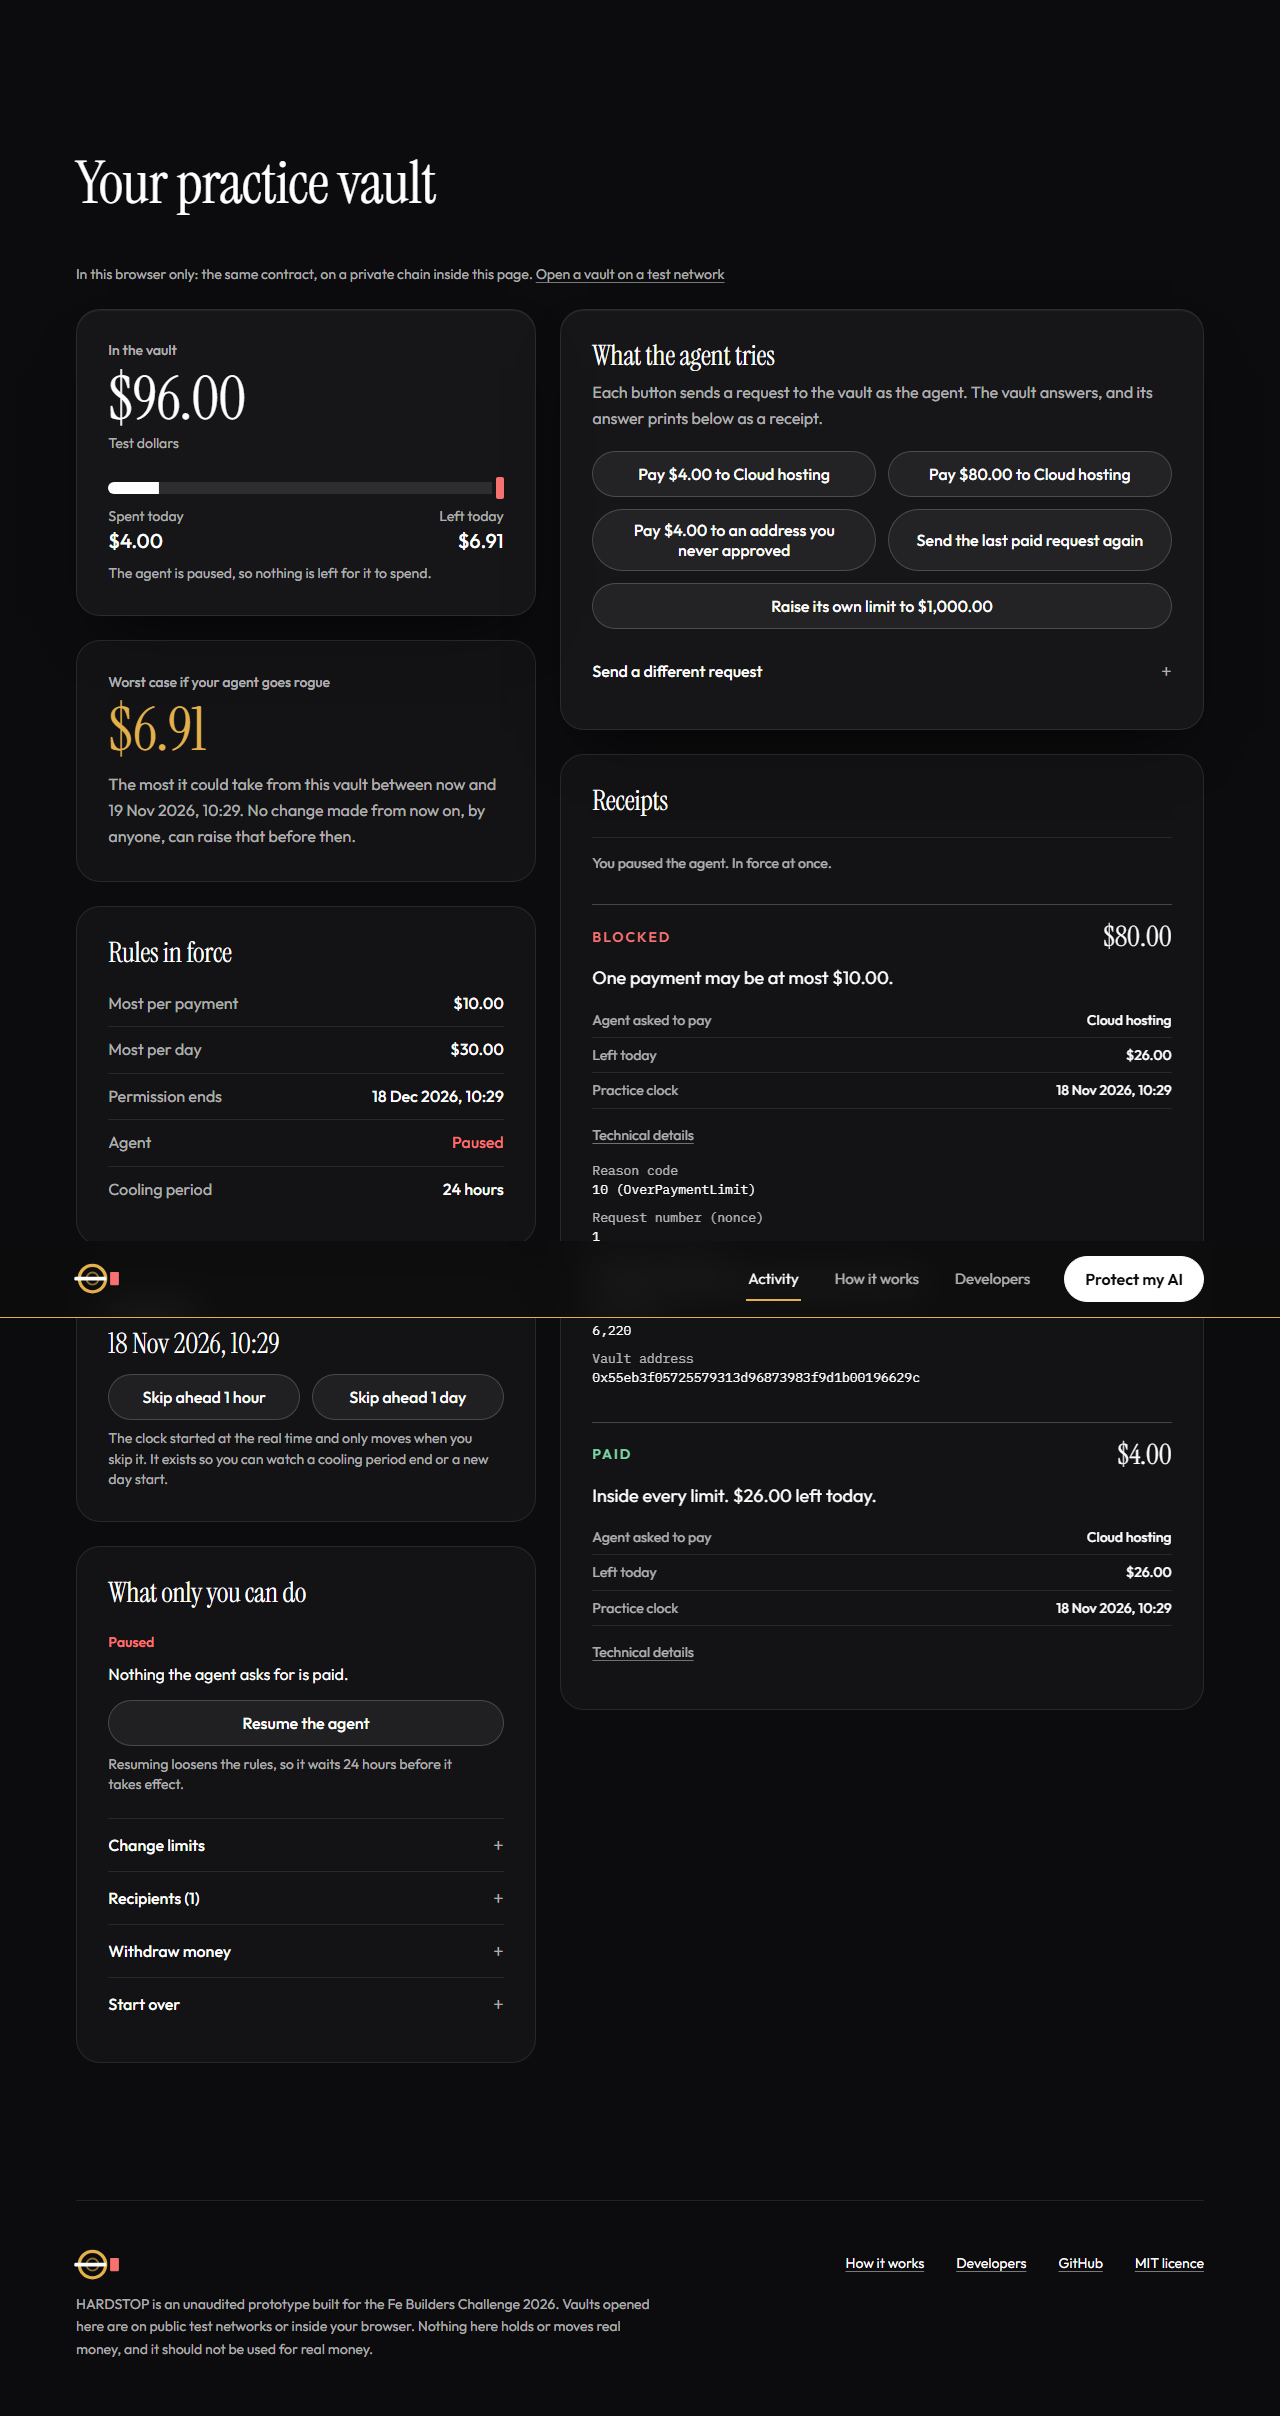 Your practice vault
In this browser only: the same contract, on a private chain inside this page. Open a vault on a test network
In the vault
$96.00
Test dollars
Spent today
Left today
$4.00
$6.91
The agent is paused, so nothing is left for it to spend.
Worst case if your agent goes rogue
$6.91
The most it could take from this vault between now and
19 Nov 2026, 10:29. No change made from now on, by
anyone, can raise that before then.
Rules in force
Most per payment
$10.00
Most per day
$30.00
Permission ends
18 Dec 2026, 10:29
Agent
Paused
Cooling period
24 hours
What the agent tries
Each button sends a request to the vault as the agent. The vault answers, and its
answer prints below as a receipt.
Pay $4.00 to Cloud hosting
Pay $80.00 to Cloud hosting
Pay $4.00 to an address you
never approved
Send the last paid request again
Raise its own limit to $1,000.00
Send a different request
+
Receipts
You paused the agent. In force at once.
BLOCKED
$80.00
One payment may be at most $10.00.
Agent asked to pay
Cloud hosting
Left today
$26.00
Practice clock
18 Nov 2026, 10:29
Technical details
Reason code
10 (OverPaymentLimit)
Request number (nonce)
1
Activity
How it works
Developers
Protect my AI
18 Nov 2026, 10:29
Skip ahead 1 hour
Skip ahead 1 day
The clock started at the real time and only moves when you
skip it. It exists so you can watch a cooling period end or a new
day start.
6,220
Vault address
0x55eb3f05725579313d96873983f9d1b00196629c
PAID
$4.00
Inside every limit. $26.00 left today.
Agent asked to pay
Cloud hosting
Left today
$26.00
Practice clock
18 Nov 2026, 10:29
Technical details
What only you can do
Paused
Nothing the agent asks for is paid.
Resume the agent
Resuming loosens the rules, so it waits 24 hours before it
takes effect.
Change limits
+
Recipients (1)
+
Withdraw money
+
Start over
+
How it works
Developers
GitHub
MIT licence
HARDSTOP is an unaudited prototype built for the Fe Builders Challenge 2026. Vaults opened
here are on public test networks or inside your browser. Nothing here holds or moves real
money, and it should not be used for real money.